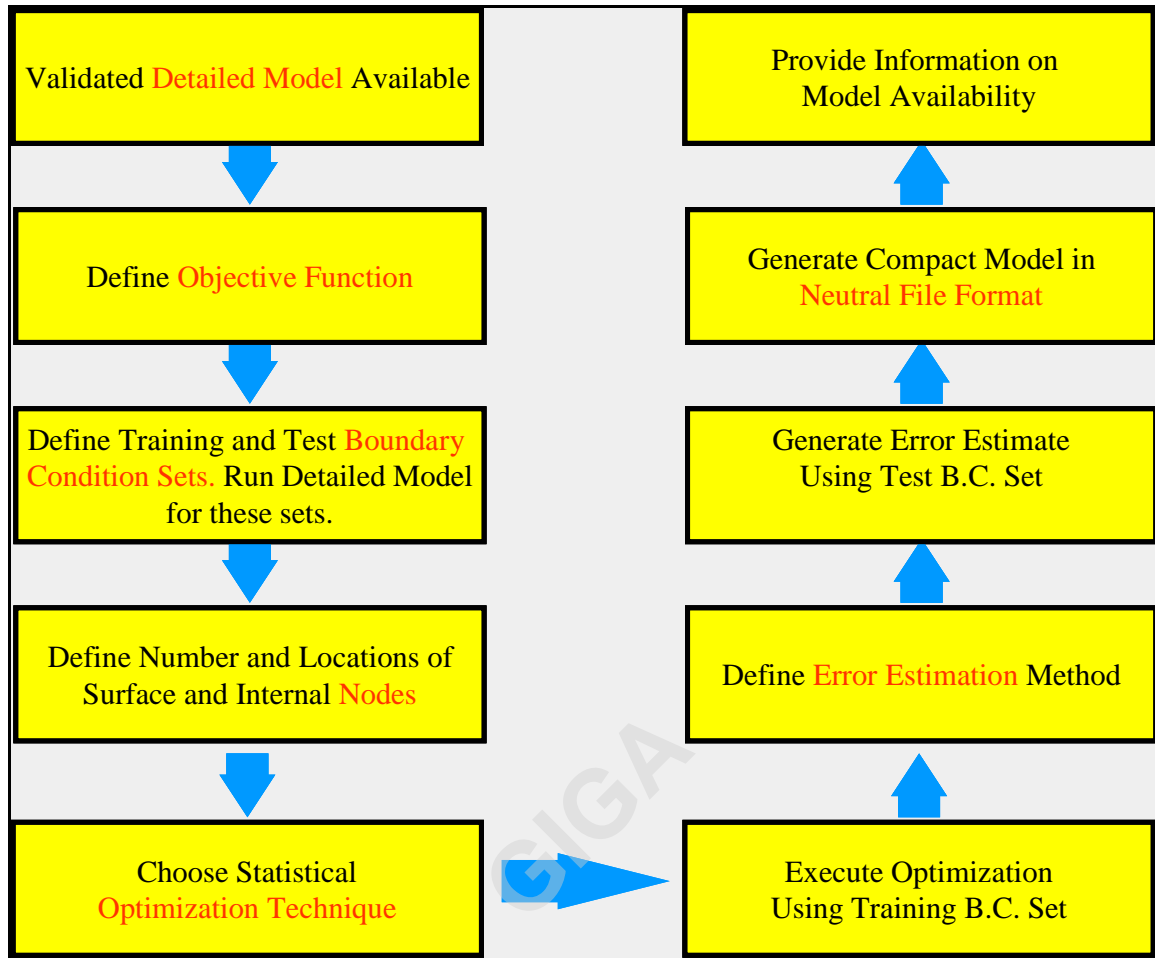 Validated Detailed Model Available
Define Objective Function
Define Training and Test Boundary
Condition Sets. Run Detailed Model
for these sets.
Define Number and Locations of
Surface and Internal Nodes
Choose Statistical
Optimization Technique
Execute Optimization
Using Training B.C. Set
Define Error Estimation Method
Generate Error Estimate
Using Test B.C. Set
Generate Compact Model in
Neutral File Format
Provide Information on
Model Availability
GIGA